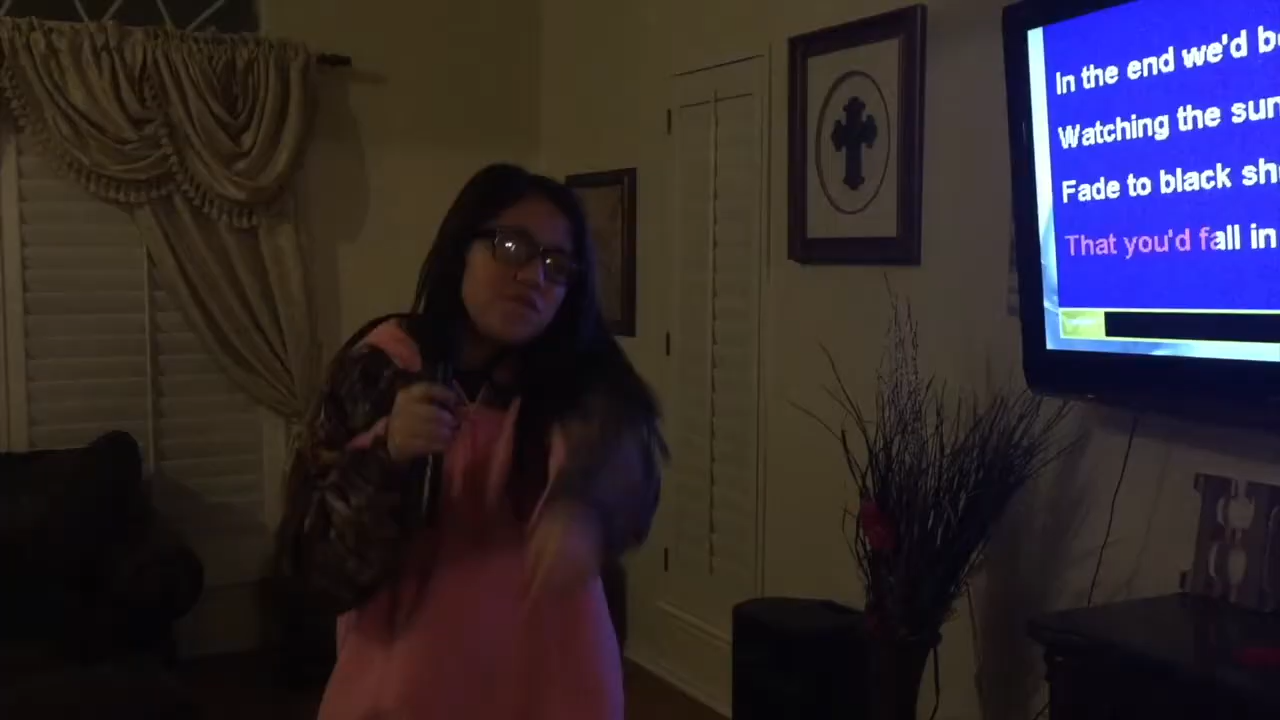 In the end we'd
Watching the
Fade to black
That you'd fall in